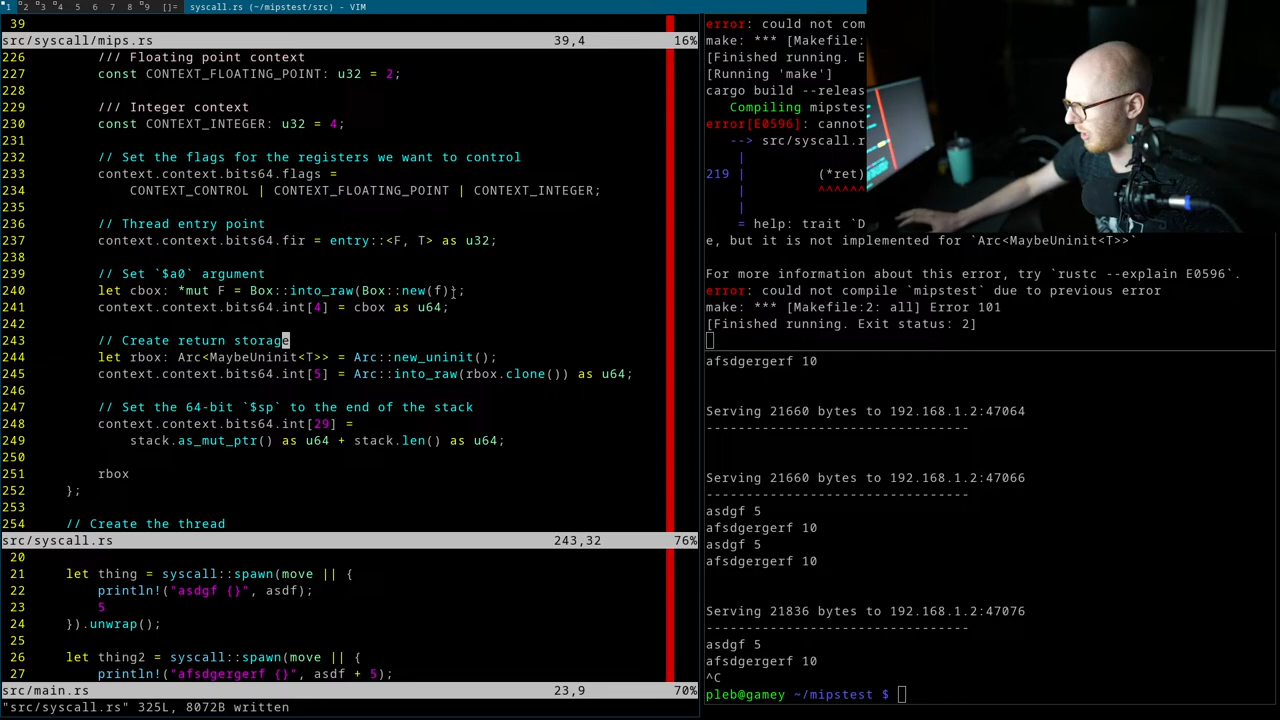 1 2 3 4 5 6 7 8 9 []= syscall.rs (~/mipstest/src) - VIM
39
src/syscall/mips.rs 39,4 16%
226 /// Floating point context
227 const CONTEXT_FLOATING_POINT: u32 = 2;
228
229 /// Integer context
230 const CONTEXT_INTEGER: u32 = 4;
231
232 // Set the flags for the registers we want to control
233 context.context.bits64.flags =
234 CONTEXT_CONTROL | CONTEXT_FLOATING_POINT | CONTEXT_INTEGER;
235
236 // Thread entry point
237 context.context.bits64.fir = entry::<F, T> as u32;
238
239 // Set `$a0` argument
240 let cbox: *mut F = Box::into_raw(Box::new(f));
241 context.context.bits64.int[4] = cbox as u64;
242
243 // Create return storage
244 let rbox: Arc<MaybeUninit<T>> = Arc::new_uninit();
245 context.context.bits64.int[5] = Arc::into_raw(rbox.clone()) as u64;
246
247 // Set the 64-bit `$sp` to the end of the stack
248 context.context.bits64.int[29] =
249 stack.as_mut_ptr() as u64 + stack.len() as u64;
250
251 rbox
252 };
253
254 // Create the thread
src/syscall.rs 243,32 76%
20
21 let thing = syscall::spawn(move || {
22 println!("asdgf {}", asdf);
23 5
24 }).unwrap();
25
26 let thing2 = syscall::spawn(move || {
27 println!("afsdgergerf {}", asdf + 5);
src/main.rs 23,9 70%
"src/syscall.rs" 325L, 8072B written
error: could not com
make: *** [Makefile:
[Finished running. E
[Running 'make']
cargo build --releas
Compiling mipstes
error[E0596]: cannot
--> src/syscall.r
|
219 | (*ret)
| ^^^^^^
|
= help: trait `D
e, but it is not implemented for `Arc<MaybeUninit<T>>`
For more information about this error, try `rustc --explain E0596`.
error: could not compile `mipstest` due to previous error
make: *** [Makefile:2: all] Error 101
[Finished running. Exit status: 2]
afsdgergerf 10
Serving 21660 bytes to 192.168.1.2:47064
---------------------------------
Serving 21660 bytes to 192.168.1.2:47066
---------------------------------
asdgf 5
afsdgergerf 10
asdgf 5
afsdgergerf 10
Serving 21836 bytes to 192.168.1.2:47076
---------------------------------
asdgf 5
afsdgergerf 10
^C
pleb@gamey ~/mipstest $